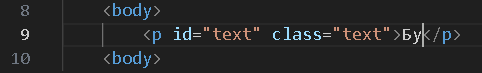 8 <body>
9 <p id="text" class="text">Бу</p>
10 <body>